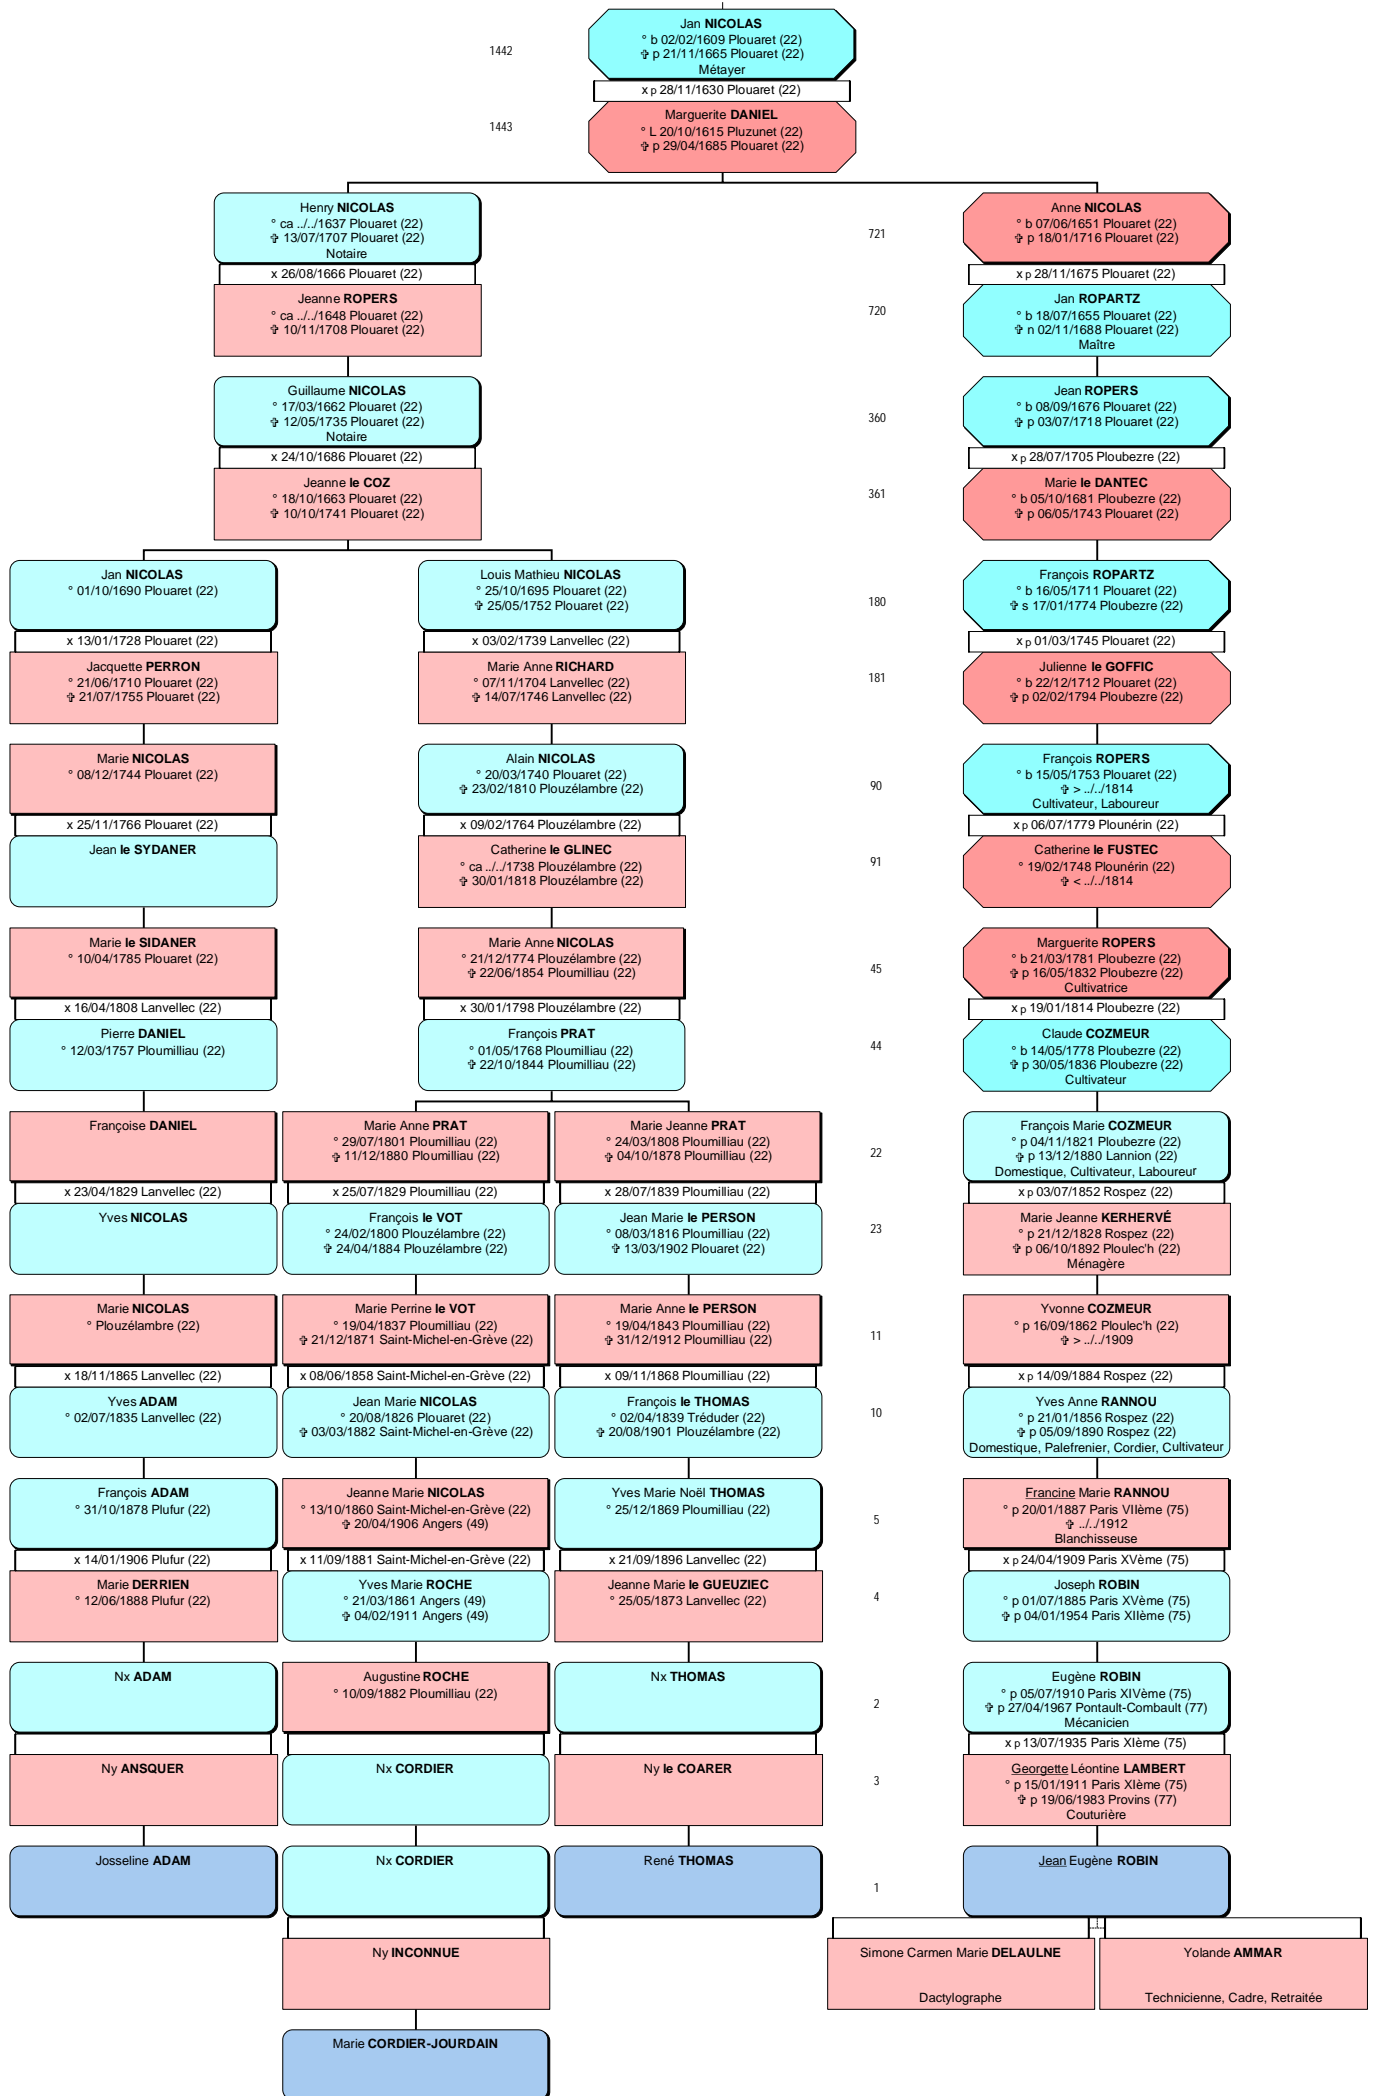 Jan NICOLAS
° b 02/02/1609 Plouaret (22)
✞ p 21/11/1665 Plouaret (22)
Métayer
1442
x p 28/11/1630 Plouaret (22)
Marguerite DANIEL
° L 20/10/1615 Pluzunet (22)
✞ p 29/04/1685 Plouaret (22)
1443
Henry NICOLAS
° ca ../../1637 Plouaret (22)
✞ 13/07/1707 Plouaret (22)
Notaire
x 26/08/1666 Plouaret (22)
Jeanne ROPERS
° ca ../../1648 Plouaret (22)
✞ 10/11/1708 Plouaret (22)
721
Anne NICOLAS
° b 07/06/1651 Plouaret (22)
✞ p 18/01/1716 Plouaret (22)
x p 28/11/1675 Plouaret (22)
720
Jan ROPARTZ
° b 18/07/1655 Plouaret (22)
✞ n 02/11/1688 Plouaret (22)
Maître
Guillaume NICOLAS
° 17/03/1662 Plouaret (22)
✞ 12/05/1735 Plouaret (22)
Notaire
x 24/10/1686 Plouaret (22)
Jeanne le COZ
° 18/10/1663 Plouaret (22)
✞ 10/10/1741 Plouaret (22)
360
Jean ROPERS
° b 08/09/1676 Plouaret (22)
✞ p 03/07/1718 Plouaret (22)
x p 28/07/1705 Ploubezre (22)
361
Marie le DANTEC
° b 05/10/1681 Ploubezre (22)
✞ p 06/05/1743 Plouaret (22)
Jan NICOLAS
° 01/10/1690 Plouaret (22)
x 13/01/1728 Plouaret (22)
Jacquette PERRON
° 21/06/1710 Plouaret (22)
✞ 21/07/1755 Plouaret (22)
Louis Mathieu NICOLAS
° 25/10/1695 Plouaret (22)
✞ 25/05/1752 Plouaret (22)
x 03/02/1739 Lanvellec (22)
Marie Anne RICHARD
° 07/11/1704 Lanvellec (22)
✞ 14/07/1746 Lanvellec (22)
180
François ROPARTZ
° b 16/05/1711 Plouaret (22)
✞ s 17/01/1774 Ploubezre (22)
x p 01/03/1745 Plouaret (22)
181
Julienne le GOFFIC
° b 22/12/1712 Plouaret (22)
✞ p 02/02/1794 Ploubezre (22)
Marie NICOLAS
° 08/12/1744 Plouaret (22)
x 25/11/1766 Plouaret (22)
Jean le SYDANER
Alain NICOLAS
° 20/03/1740 Plouaret (22)
✞ 23/02/1810 Plouzélambre (22)
x 09/02/1764 Plouzélambre (22)
Catherine le GLINEC
° ca ../../1738 Plouzélambre (22)
✞ 30/01/1818 Plouzélambre (22)
90
François ROPERS
° b 15/05/1753 Plouaret (22)
✞ > ../../1814
Cultivateur, Laboureur
x p 06/07/1779 Plounérin (22)
91
Catherine le FUSTEC
° 19/02/1748 Plounérin (22)
✞ < ../../1814
Marie le SIDANER
° 10/04/1785 Plouaret (22)
x 16/04/1808 Lanvellec (22)
Pierre DANIEL
° 12/03/1757 Ploumilliau (22)
Marie Anne NICOLAS
° 21/12/1774 Plouzélambre (22)
✞ 22/06/1854 Ploumilliau (22)
x 30/01/1798 Plouzélambre (22)
François PRAT
° 01/05/1768 Ploumilliau (22)
✞ 22/10/1844 Ploumilliau (22)
45
Marguerite ROPERS
° b 21/03/1781 Ploubezre (22)
✞ p 16/05/1832 Ploubezre (22)
Cultivatrice
x p 19/01/1814 Ploubezre (22)
44
Claude COZMEUR
° b 14/05/1778 Ploubezre (22)
✞ p 30/05/1836 Ploubezre (22)
Cultivateur
Françoise DANIEL
x 23/04/1829 Lanvellec (22)
Yves NICOLAS
Marie Anne PRAT
° 29/07/1801 Ploumilliau (22)
✞ 11/12/1880 Ploumilliau (22)
x 25/07/1829 Ploumilliau (22)
François le VOT
° 24/02/1800 Plouzélambre (22)
✞ 24/04/1884 Plouzélambre (22)
Marie Jeanne PRAT
° 24/03/1808 Ploumilliau (22)
✞ 04/10/1878 Ploumilliau (22)
x 28/07/1839 Ploumilliau (22)
Jean Marie le PERSON
° 08/03/1816 Ploumilliau (22)
✞ 13/03/1902 Plouaret (22)
22
François Marie COZMEUR
° p 04/11/1821 Ploubezre (22)
✞ p 13/12/1880 Lannion (22)
Domestique, Cultivateur, Laboureur
x p 03/07/1852 Rospez (22)
23
Marie Jeanne KERHERVÉ
° p 21/12/1828 Rospez (22)
✞ p 06/10/1892 Ploulec'h (22)
Ménagère
Marie NICOLAS
° Plouzélambre (22)
x 18/11/1865 Lanvellec (22)
Yves ADAM
° 02/07/1835 Lanvellec (22)
Marie Perrine le VOT
° 19/04/1837 Ploumilliau (22)
✞ 21/12/1871 Saint-Michel-en-Grève (22)
x 08/06/1858 Saint-Michel-en-Grève (22)
Jean Marie NICOLAS
° 20/08/1826 Plouaret (22)
✞ 03/03/1882 Saint-Michel-en-Grève (22)
Marie Anne le PERSON
° 19/04/1843 Ploumilliau (22)
✞ 31/12/1912 Ploumilliau (22)
x 09/11/1868 Ploumilliau (22)
François le THOMAS
° 02/04/1839 Tréduder (22)
✞ 20/08/1901 Plouzélambre (22)
11
Yvonne COZMEUR
° p 16/09/1862 Ploulec'h (22)
✞ > ../../1909
x p 14/09/1884 Rospez (22)
10
Yves Anne RANNOU
° p 21/01/1856 Rospez (22)
✞ p 05/09/1890 Rospez (22)
Domestique, Palefrenier, Cordier, Cultivateur
François ADAM
° 31/10/1878 Plufur (22)
x 14/01/1906 Plufur (22)
Marie DERRIEN
° 12/06/1888 Plufur (22)
Jeanne Marie NICOLAS
° 13/10/1860 Saint-Michel-en-Grève (22)
✞ 20/04/1906 Angers (49)
x 11/09/1881 Saint-Michel-en-Grève (22)
Yves Marie ROCHE
° 21/03/1861 Angers (49)
✞ 04/02/1911 Angers (49)
Yves Marie Noël THOMAS
° 25/12/1869 Ploumilliau (22)
x 21/09/1896 Lanvellec (22)
Jeanne Marie le GUEUZIEC
° 25/05/1873 Lanvellec (22)
5
Francine Marie RANNOU
° p 20/01/1887 Paris VIIème (75)
✞ ../../1912
Blanchisseuse
x p 24/04/1909 Paris XVème (75)
4
Joseph ROBIN
° p 01/07/1885 Paris XVème (75)
✞ p 04/01/1954 Paris XIIème (75)
Nx ADAM
Ny ANSQUER
Augustine ROCHE
° 10/09/1882 Ploumilliau (22)
Nx CORDIER
Nx THOMAS
Ny le COARER
2
Eugène ROBIN
° p 05/07/1910 Paris XIVème (75)
✞ p 27/04/1967 Pontault-Combault (77)
Mécanicien
x p 13/07/1935 Paris XIème (75)
3
Georgette Léontine LAMBERT
° p 15/01/1911 Paris XIème (75)
✞ p 19/06/1983 Provins (77)
Couturière
Josseline ADAM
Nx CORDIER
René THOMAS
1
Jean Eugène ROBIN
Ny INCONNUE
Simone Carmen Marie DELAULNE
Dactylographe
Yolande AMMAR
Technicienne, Cadre, Retraitée
Marie CORDIER-JOURDAIN